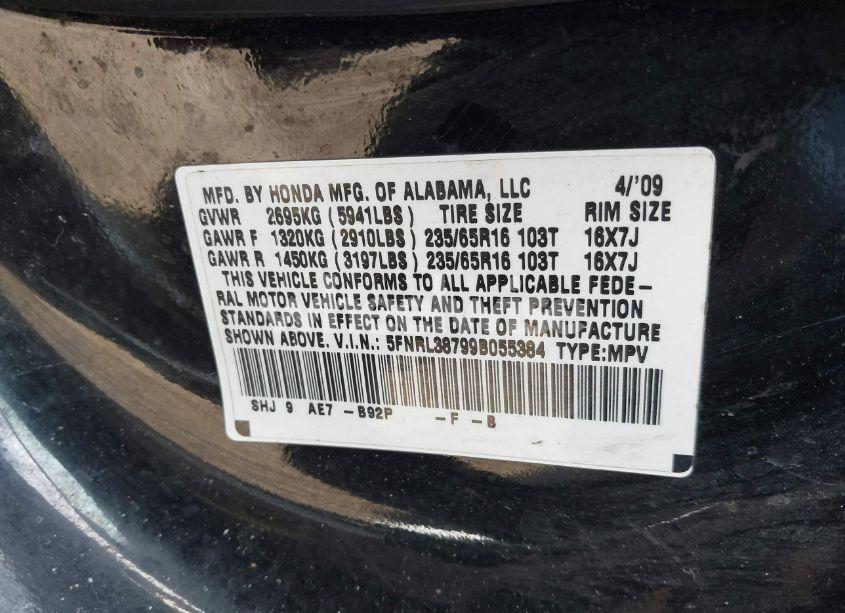 MFD. BY HONDA MFG. OF ALABAMA, LLC 4/'09
GVWR 2695KG (5941LBS) TIRE SIZE RIM SIZE
GAWR F 1320KG (2910LBS) 235/65R16 103T 16X7J
GAWR R 1450KG (3197LBS) 235/65R16 103T 16X7J
THIS VEHICLE CONFORMS TO ALL APPLICABLE FEDE-
RAL MOTOR VEHICLE SAFETY AND THEFT PREVENTION
STANDARDS IN EFFECT ON THE DATE OF MANUFACTURE
SHOWN ABOVE. V.I.N.: 5FNRL38799B055384 TYPE:MPV
SHJ 9 AE7 -B92P -F -B